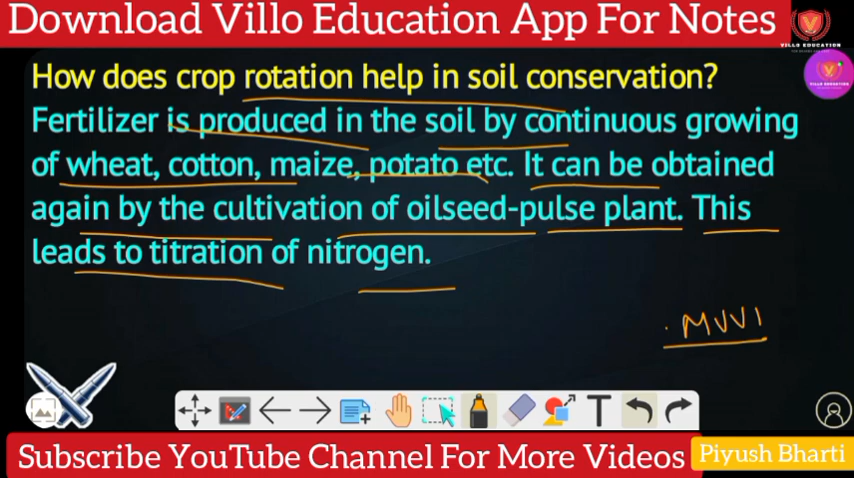 Download Villo Education App For Notes
VILLO EDUCATION
How does crop rotation help in soil conservation?
VILLO EDUCATION
Fertilizer is produced in the soil by continuous growing
of wheat, cotton, maize, potato etc. It can be obtained
again by the cultivation of oilseed-pulse plant. This
leads to titration of nitrogen.
MVVI
T
Subscribe YouTube Channel For More Videos
Piyush Bharti